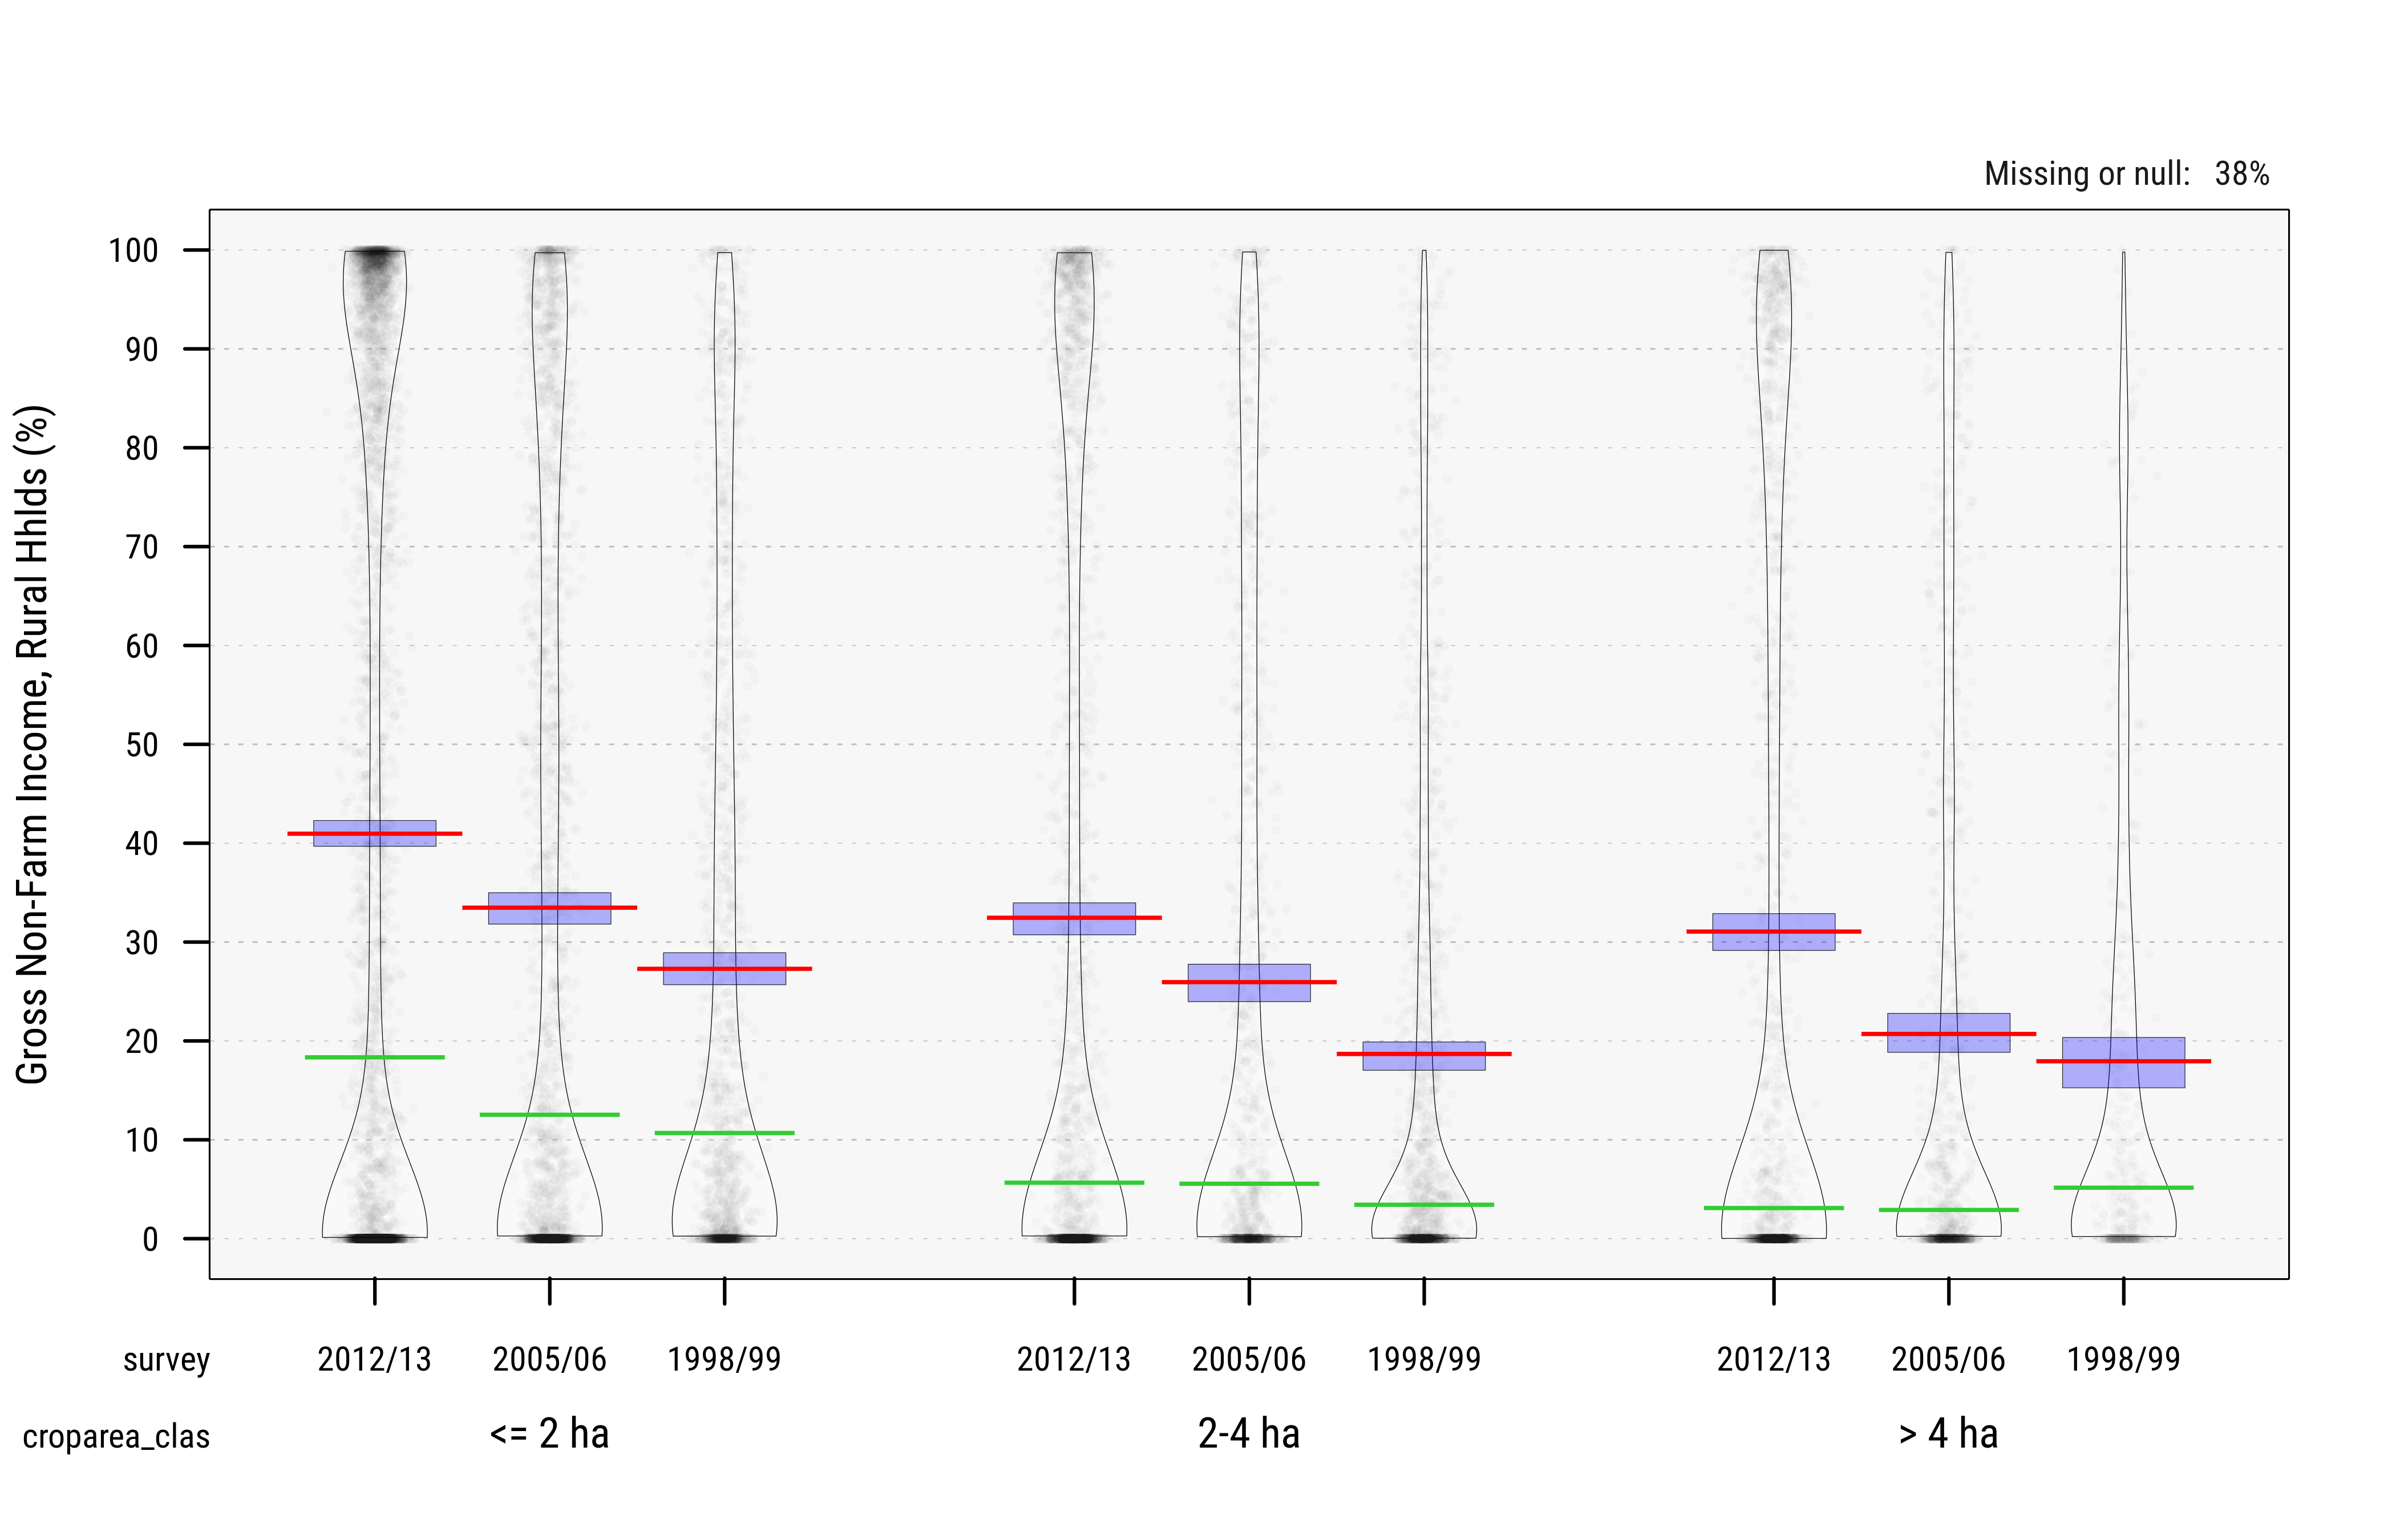 Missing or null: 38%
Gross Non-Farm Income, Rural Hhlds (%)
100
90
80
70
60
50
40
30
20
10
0
survey 2012/13 2005/06 1998/99 2012/13 2005/06 1998/99 2012/13 2005/06 1998/99
croparea_clas <= 2 ha 2-4 ha > 4 ha